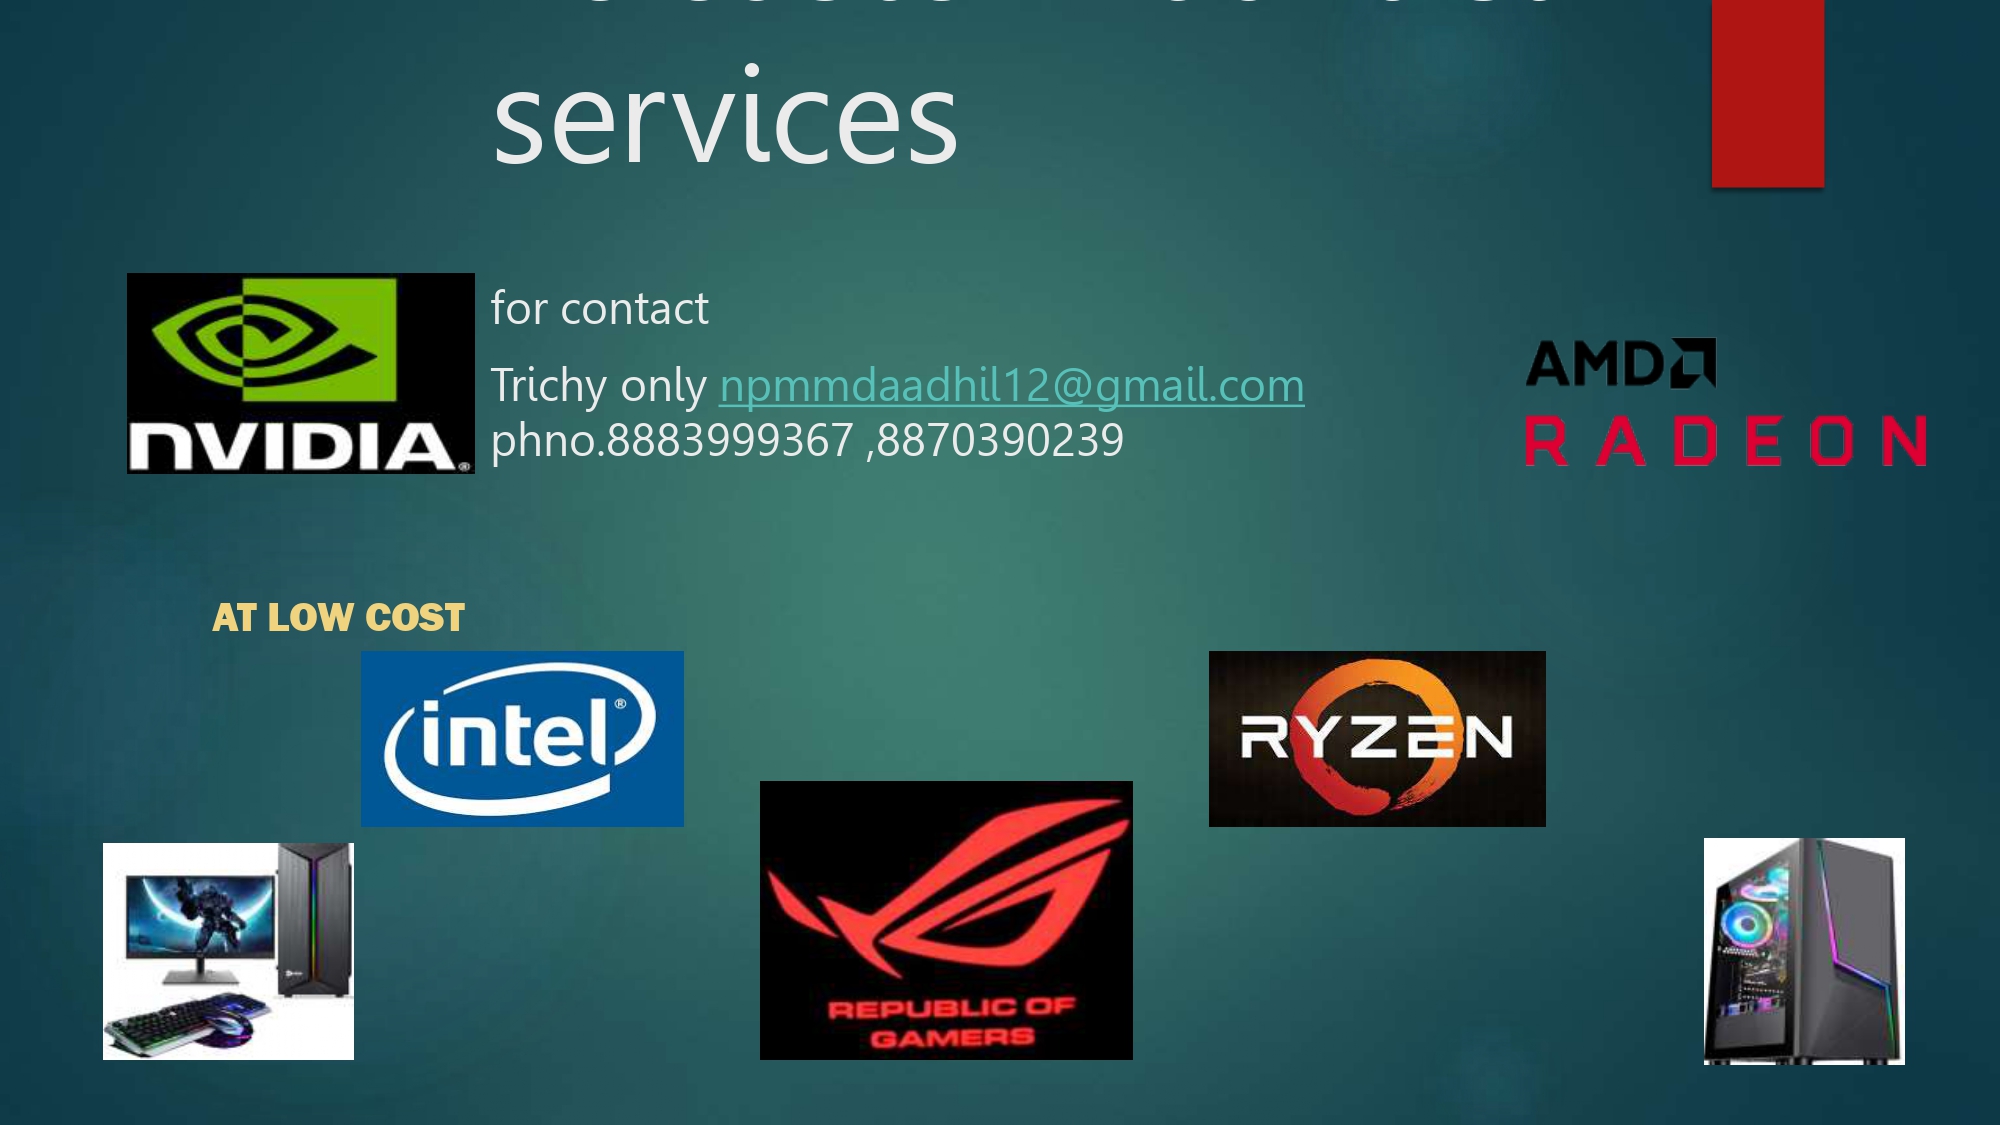 services
for contact
Trichy only npmmdaadhil12@gmail.com
phno.8883999367 ,8870390239
NVIDIA®
AMD
RADEON
AT LOW COST
intel®
RYZEN
REPUBLIC OF
GAMERS